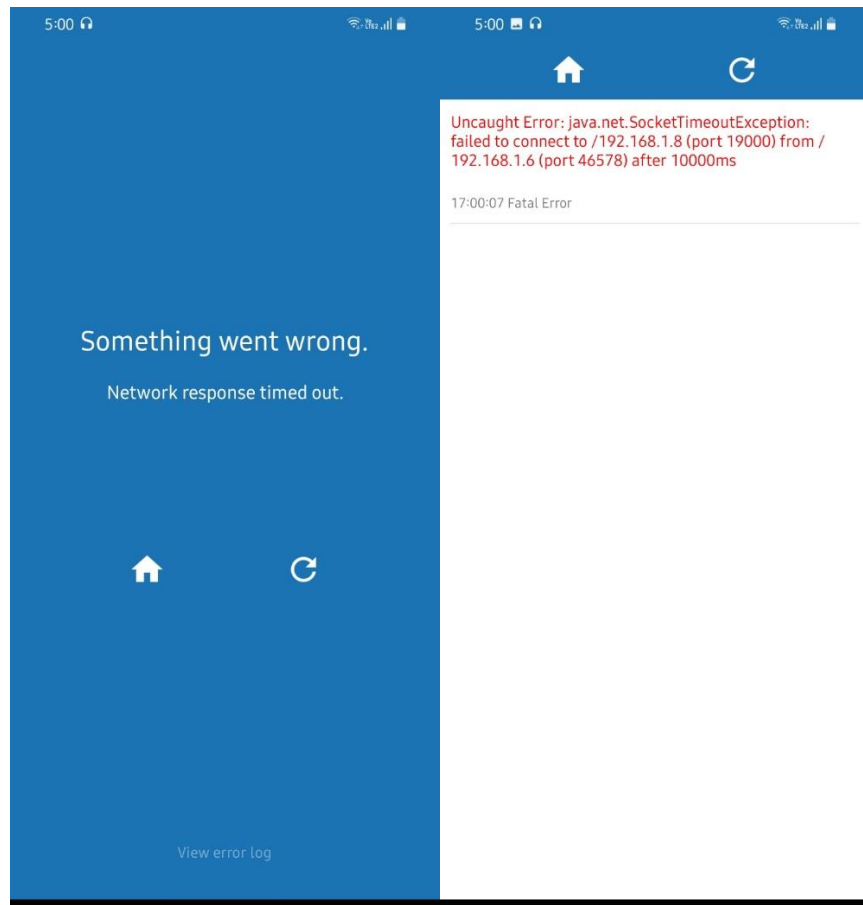 5:00
Something went wrong.
Network response timed out.
View error log
5:00
Uncaught Error: java.net.SocketTimeoutException:
failed to connect to /192.168.1.8 (port 19000) from /
192.168.1.6 (port 46578) after 10000ms
17:00:07 Fatal Error